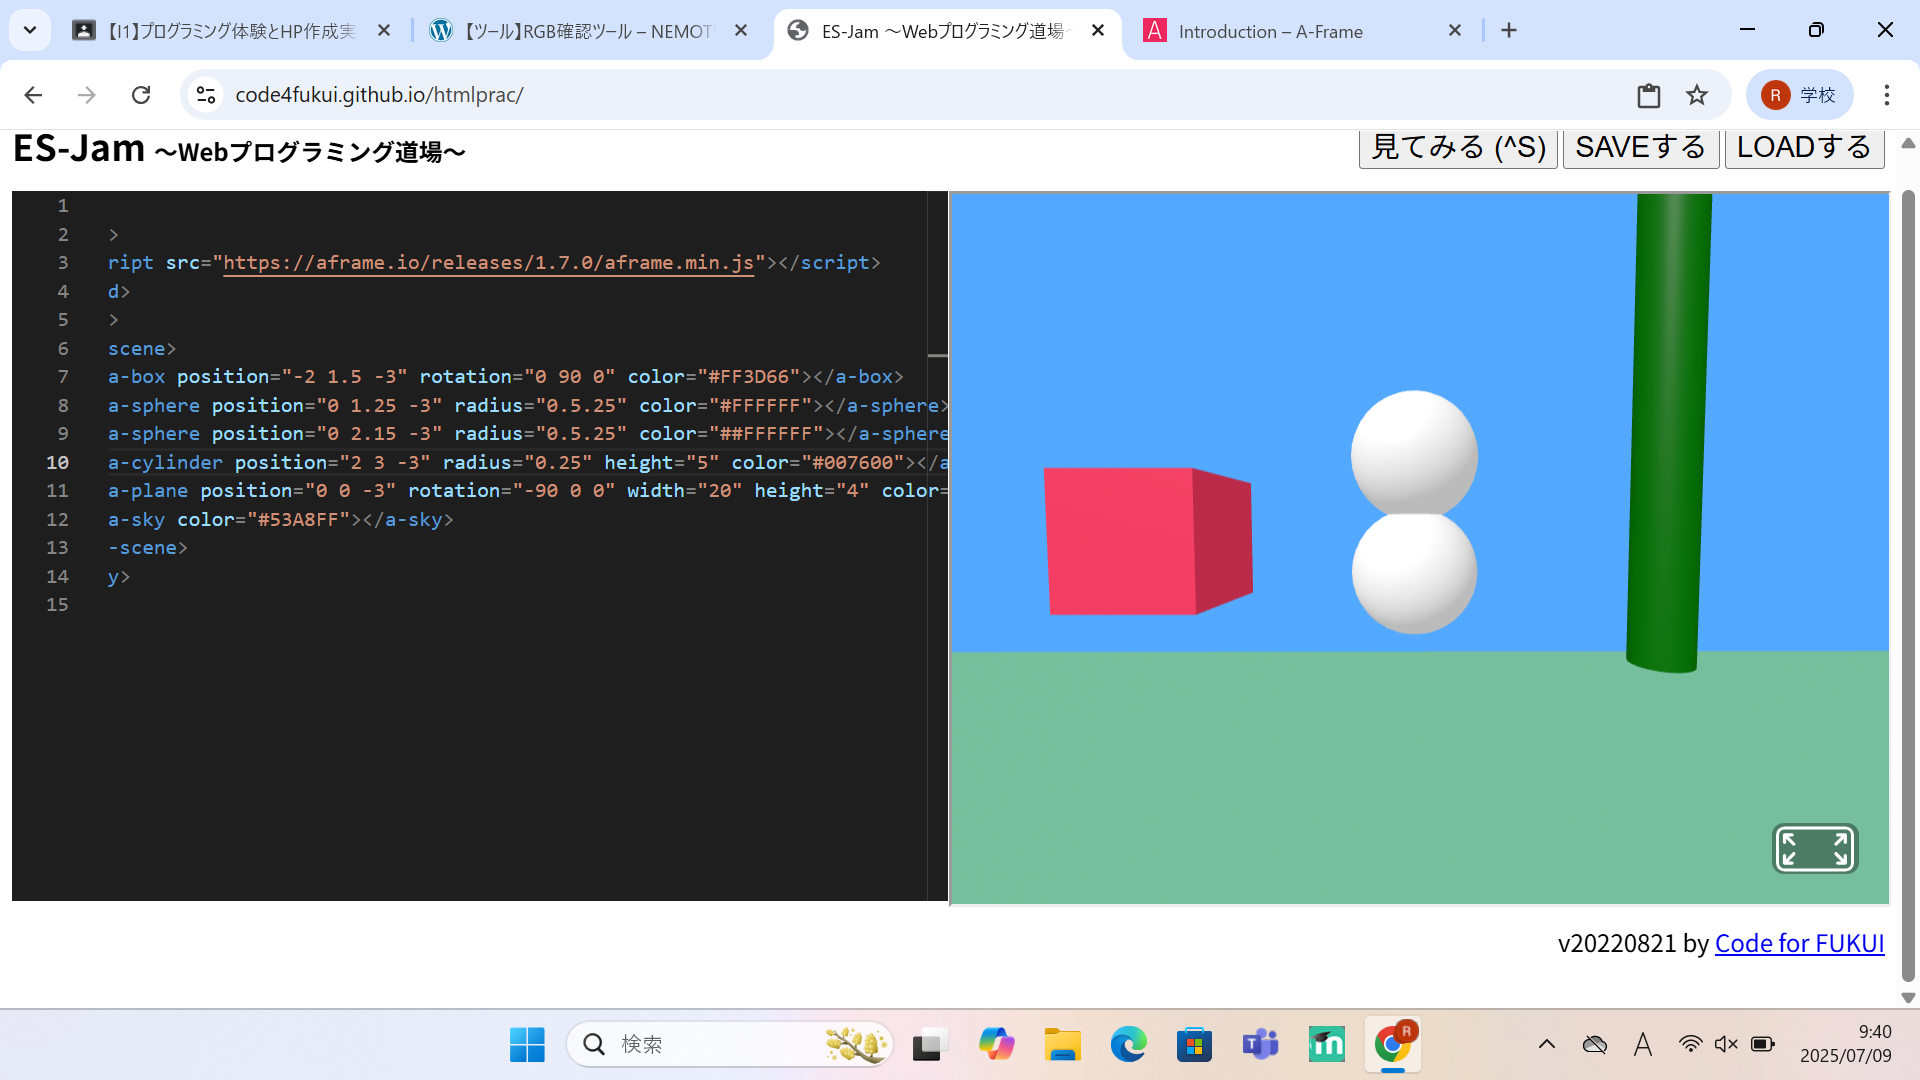 【I1】プログラミング体験とHP作成実
【ツール】RGB確認ツール – NEMOT
ES-Jam ～Webプログラミング道場～
Introduction – A-Frame
code4fukui.github.io/htmlprac/
R 学校
ES-Jam ～Webプログラミング道場～
見てみる (^S) SAVEする LOADする
1
2 >
3 ript src="https://aframe.io/releases/1.7.0/aframe.min.js"></script>
4 d>
5 >
6 scene>
7 a-box position="-2 1.5 -3" rotation="0 90 0" color="#FF3D66"></a-box>
8 a-sphere position="0 1.25 -3" radius="0.5.25" color="#FFFFFF"></a-sphere>
9 a-sphere position="0 2.15 -3" radius="0.5.25" color="##FFFFFF"></a-sphere
10 a-cylinder position="2 3 -3" radius="0.25" height="5" color="#007600"></a
11 a-plane position="0 0 -3" rotation="-90 0 0" width="20" height="4" color=
12 a-sky color="#53A8FF"></a-sky>
13 -scene>
14 y>
15
v20220821 by Code for FUKUI
検索
R
A
9:40
2025/07/09